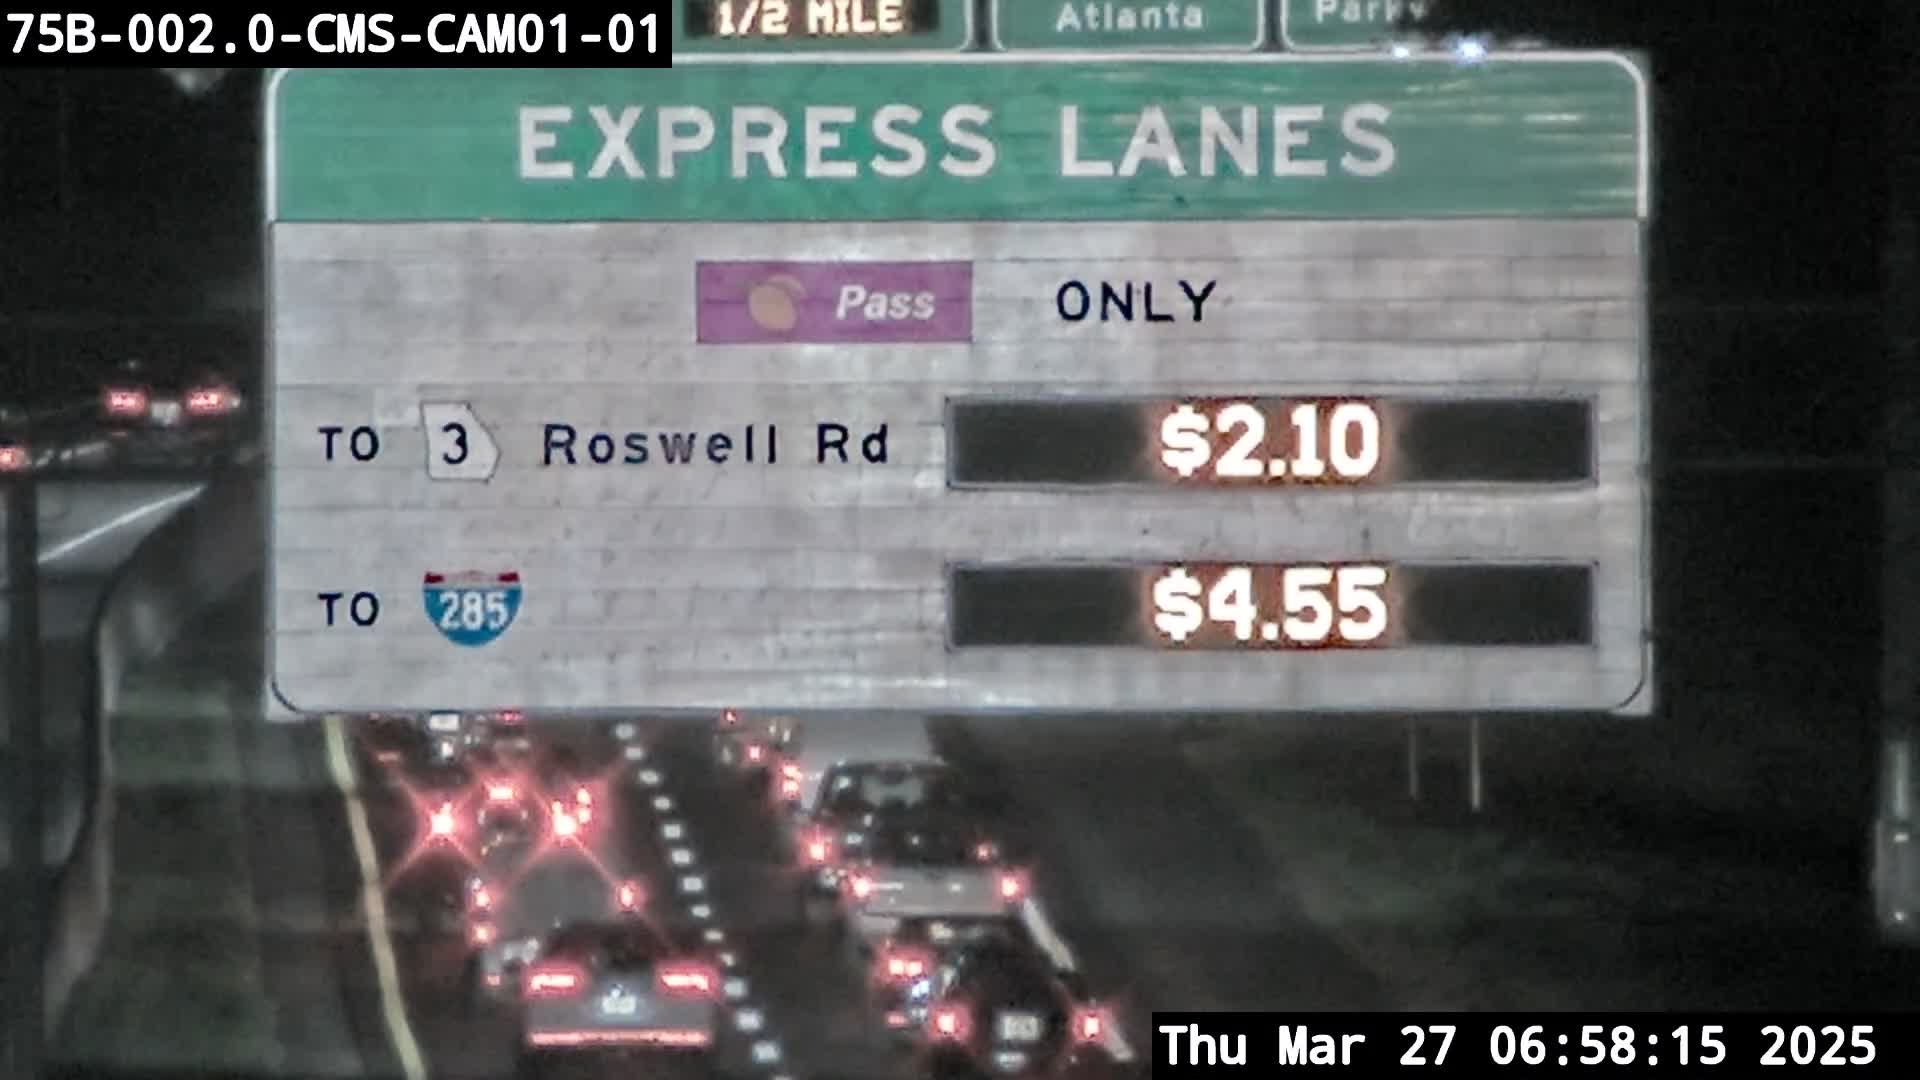 75B-002.0-CMS-CAM01-01
1/2 MILE
Atlanta
EXPRESS LANES
Pass ONLY
TO 3 Roswell Rd $2.10
TO 285 $4.55
Thu Mar 27 06:58:15 2025